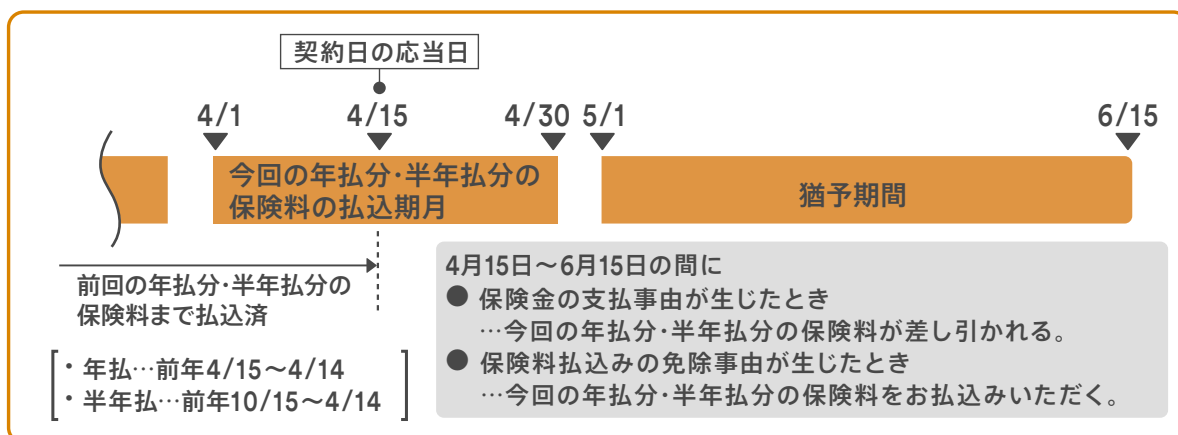 契約日の応当日
4/1 4/15 4/30 5/1 6/15
今回の年払分・半年払分の
保険料の払込期月
猶予期間
前回の年払分・半年払分の
保険料まで払込済
・年払…前年4/15〜4/14
・半年払…前年10/15〜4/14
4月15日〜6月15日の間に
● 保険金の支払事由が生じたとき
…今回の年払分・半年払分の保険料が差し引かれる。
● 保険料払込みの免除事由が生じたとき
…今回の年払分・半年払分の保険料をお払込みいただく。